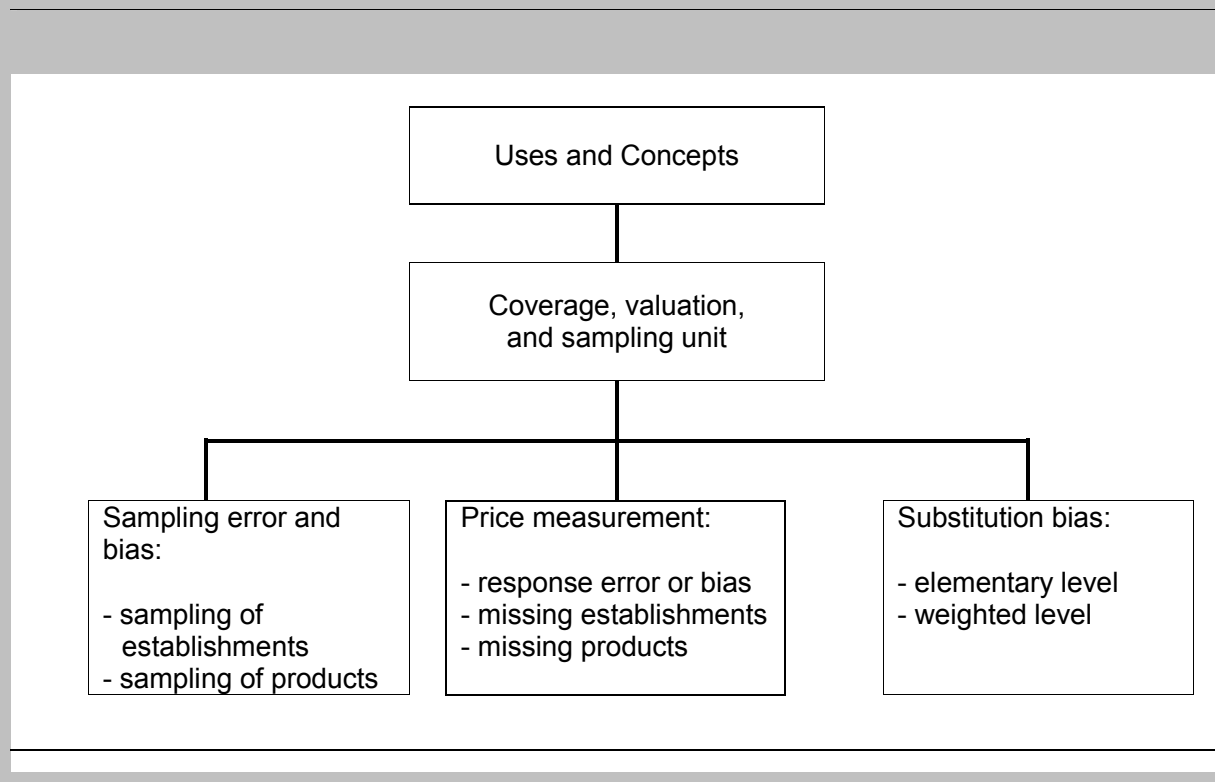 Uses and Concepts
Coverage, valuation,
and sampling unit
Sampling error and
bias:
- sampling of
establishments
- sampling of products
Price measurement:
- response error or bias
- missing establishments
- missing products
Substitution bias:
- elementary level
- weighted level